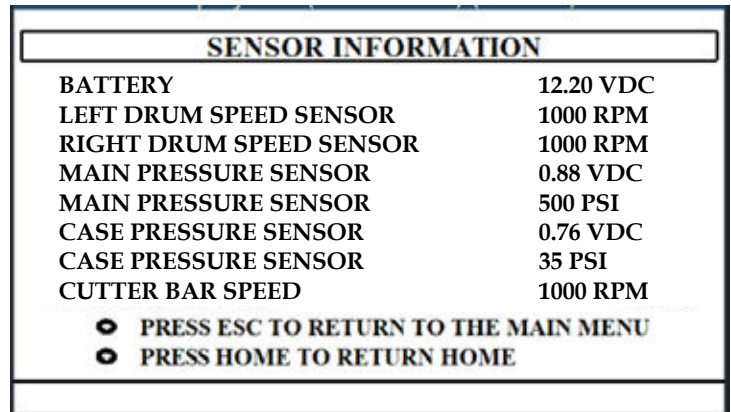 SENSOR INFORMATION
BATTERY 12.20 VDC
LEFT DRUM SPEED SENSOR 1000 RPM
RIGHT DRUM SPEED SENSOR 1000 RPM
MAIN PRESSURE SENSOR 0.88 VDC
MAIN PRESSURE SENSOR 500 PSI
CASE PRESSURE SENSOR 0.76 VDC
CASE PRESSURE SENSOR 35 PSI
CUTTER BAR SPEED 1000 RPM
PRESS ESC TO RETURN TO THE MAIN MENU
PRESS HOME TO RETURN HOME